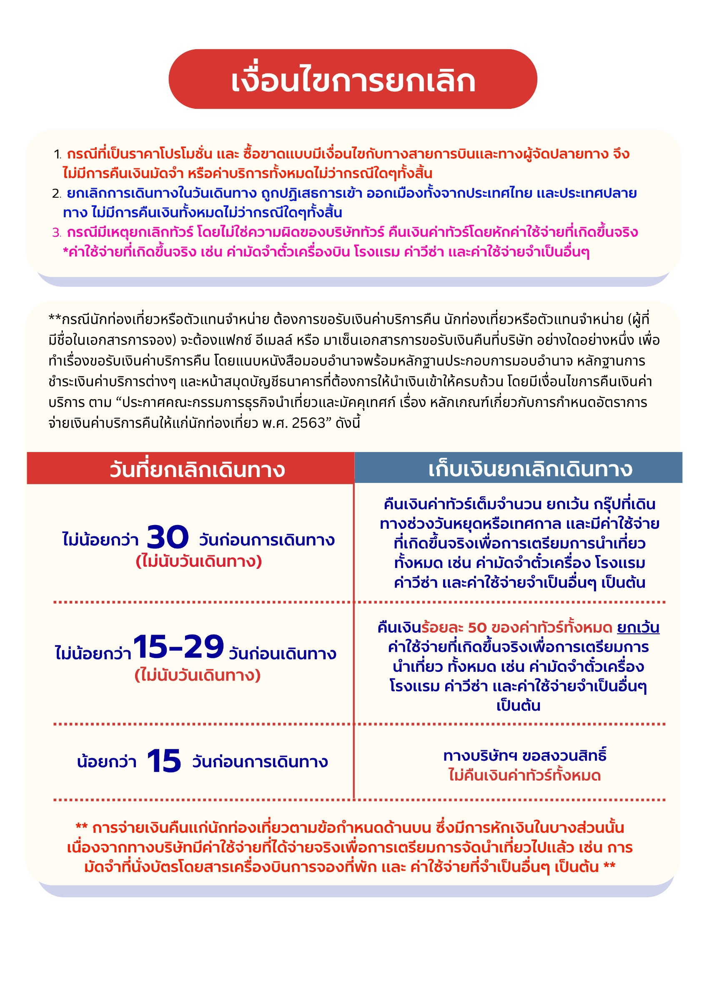 เงื่อนไขการยกเลิก
1. กรณีที่เป็นราคาโปรโมชั่น และ ซื้อขาดแบบมีเงื่อนไขกับทางสายการบินและทางผู้จัดปลายทาง จึง
ไม่มีการคืนเงินมัดจำ หรือค่าบริการทั้งหมดไม่ว่ากรณีใดๆทั้งสิ้น
2. ยกเลิกการเดินทางในวันเดินทาง ถูกปฏิเสธการเข้า ออกเมืองทั้งจากประเทศไทย และประเทศปลาย
ทาง ไม่มีการคืนเงินทั้งหมดไม่ว่ากรณีใดๆทั้งสิ้น
3. กรณีมีเหตุยกเลิกทัวร์ โดยไม่ใช่ความผิดของบริษัททัวร์ คืนเงินค่าทัวร์โดยหักค่าใช้จ่ายที่เกิดขึ้นจริง
*ค่าใช้จ่ายที่เกิดขึ้นจริง เช่น ค่ามัดจำตั๋วเครื่องบิน โรงแรม ค่าวีซ่า และค่าใช้จ่ายจำเป็นอื่นๆ
**กรณีนักท่องเที่ยวหรือตัวแทนจำหน่าย ต้องการขอรับเงินค่าบริการคืน นักท่องเที่ยวหรือตัวแทนจำหน่าย (ผู้ที่
มีชื่อในเอกสารการจอง) จะต้องแฟกซ์ อีเมลล์ หรือ มาเซ็นเอกสารการขอรับเงินคืนที่บริษัท อย่างใดอย่างหนึ่ง เพื่อ
ทำเรื่องขอรับเงินค่าบริการคืน โดยแนบหนังสือมอบอำนาจพร้อมหลักฐานประกอบการมอบอำนาจ หลักฐานการ
ชำระเงินค่าบริการต่างๆ และหน้าสมุดบัญชีธนาคารที่ต้องการให้นำเงินเข้าให้ครบถ้วน โดยมีเงื่อนไขการคืนเงินค่า
บริการ ตาม “ประกาศคณะกรรมการธุรกิจนำเที่ยวและมัคคุเทศก์ เรื่อง หลักเกณฑ์เกี่ยวกับการกำหนดอัตราการ
จ่ายเงินค่าบริการคืนให้แก่นักท่องเที่ยว พ.ศ. 2563” ดังนี้
วันที่ยกเลิกเดินทาง
เก็บเงินยกเลิกเดินทาง
ไม่น้อยกว่า 30 วันก่อนการเดินทาง
(ไม่นับวันเดินทาง)
คืนเงินค่าทัวร์เต็มจำนวน ยกเว้น กรุ๊ปที่เดิน
ทางช่วงวันหยุดหรือเทศกาล และมีค่าใช้จ่าย
ที่เกิดขึ้นจริงเพื่อการเตรียมการนำเที่ยว
ทั้งหมด เช่น ค่ามัดจำตั๋วเครื่อง โรงแรม
ค่าวีซ่า และค่าใช้จ่ายจำเป็นอื่นๆ เป็นต้น
ไม่น้อยกว่า 15-29 วันก่อนเดินทาง
(ไม่นับวันเดินทาง)
คืนเงินร้อยละ 50 ของค่าทัวร์ทั้งหมด ยกเว้น
ค่าใช้จ่ายที่เกิดขึ้นจริงเพื่อการเตรียมการ
นำเที่ยว ทั้งหมด เช่น ค่ามัดจำตั๋วเครื่อง
โรงแรม ค่าวีซ่า และค่าใช้จ่ายจำเป็นอื่นๆ
เป็นต้น
น้อยกว่า 15 วันก่อนการเดินทาง
ทางบริษัทฯ ขอสงวนสิทธิ์
ไม่คืนเงินค่าทัวร์ทั้งหมด
** การจ่ายเงินคืนแก่นักท่องเที่ยวตามข้อกำหนดด้านบน ซึ่งมีการหักเงินในบางส่วนนั้น
เนื่องจากทางบริษัทมีค่าใช้จ่ายที่ได้จ่ายจริงเพื่อการเตรียมการจัดนำเที่ยวไปแล้ว เช่น การ
มัดจำที่นั่งบัตรโดยสารเครื่องบินการจองที่พัก และ ค่าใช้จ่ายที่จำเป็นอื่นๆ เป็นต้น **